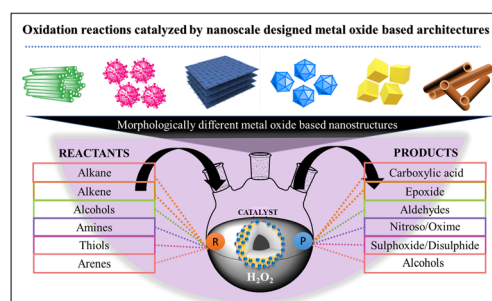 Oxidation reactions catalyzed by nanoscale designed metal oxide based architectures
Morphologically different metal oxide based nanostructures
REACTANTS
Alkane
Alkene
Alcohols
Amines
Thiols
Arenes
CATALYST
R
P
H₂O₂
PRODUCTS
Carboxylic acid
Epoxide
Aldehydes
Nitroso/Oxime
Sulphoxide/Disulphide
Alcohols